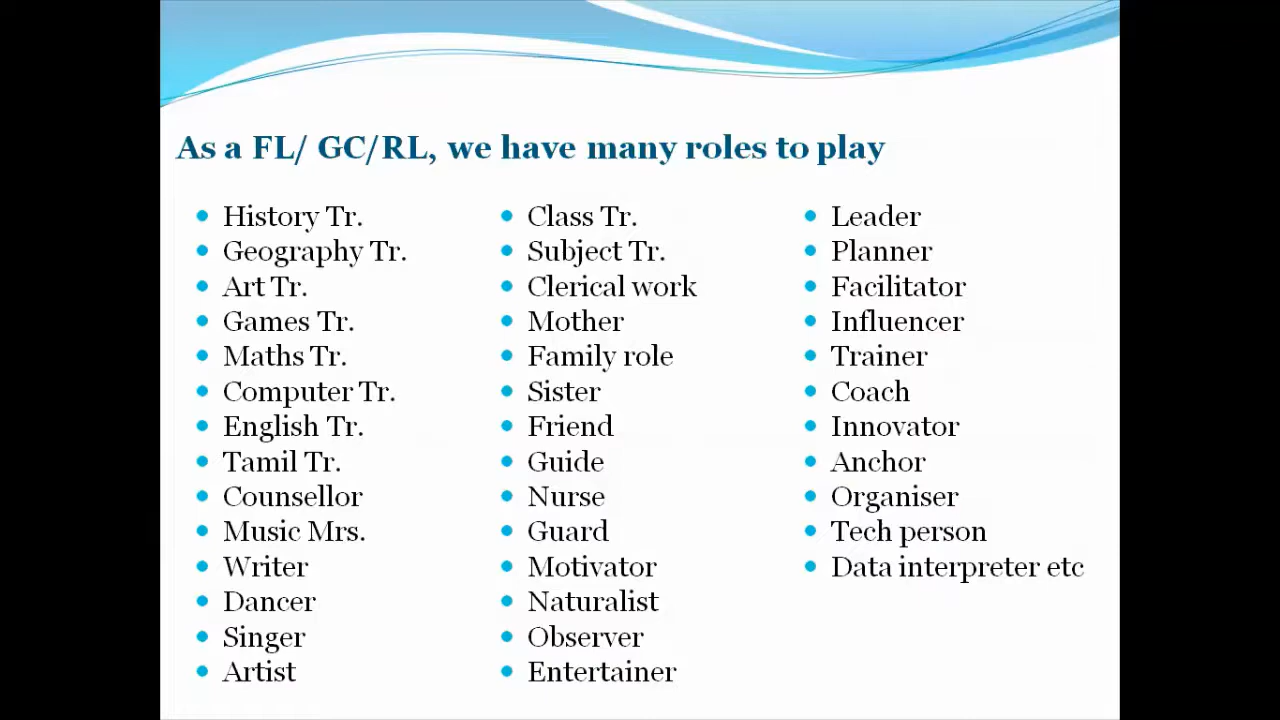 As a FL/ GC/RL, we have many roles to play
History Tr.
Geography Tr.
Art Tr.
Games Tr.
Maths Tr.
Computer Tr.
English Tr.
Tamil Tr.
Counsellor
Music Mrs.
Writer
Dancer
Singer
Artist
Class Tr.
Subject Tr.
Clerical work
Mother
Family role
Sister
Friend
Guide
Nurse
Guard
Motivator
Naturalist
Observer
Entertainer
Leader
Planner
Facilitator
Influencer
Trainer
Coach
Innovator
Anchor
Organiser
Tech person
Data interpreter etc